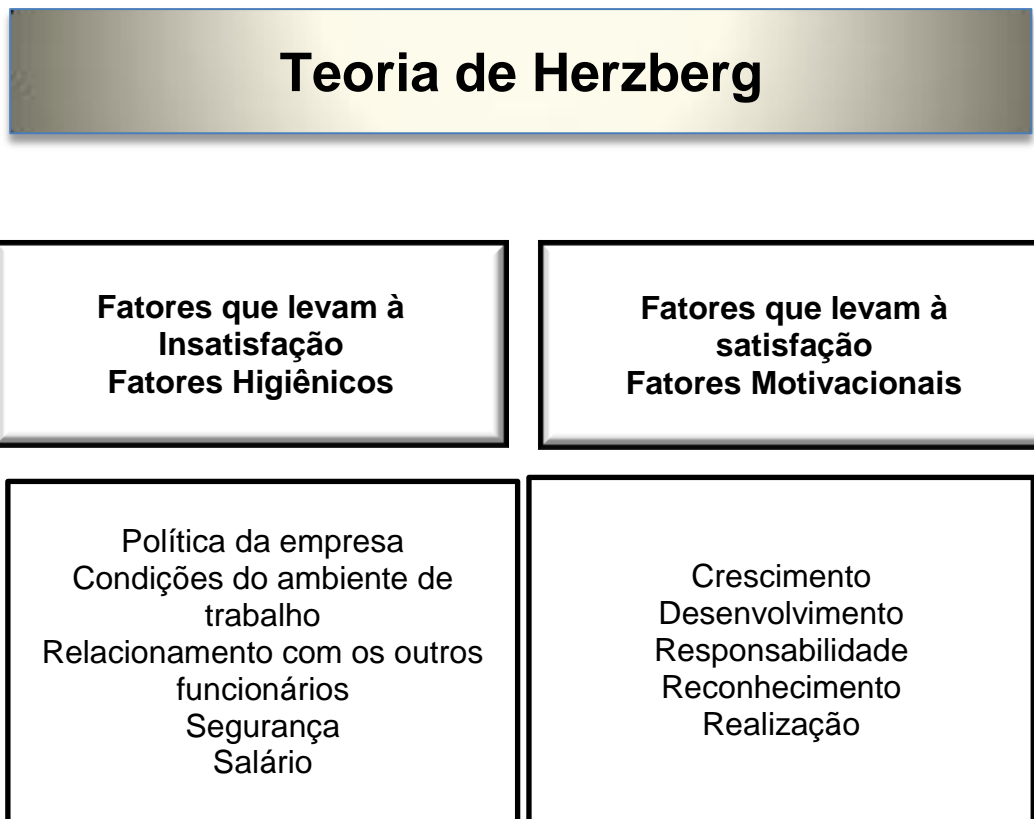 Teoria de Herzberg
Fatores que levam à
Insatisfação
Fatores Higiênicos
Fatores que levam à
satisfação
Fatores Motivacionais
Política da empresa
Condições do ambiente de
trabalho
Relacionamento com os outros
funcionários
Segurança
Salário
Crescimento
Desenvolvimento
Responsabilidade
Reconhecimento
Realização